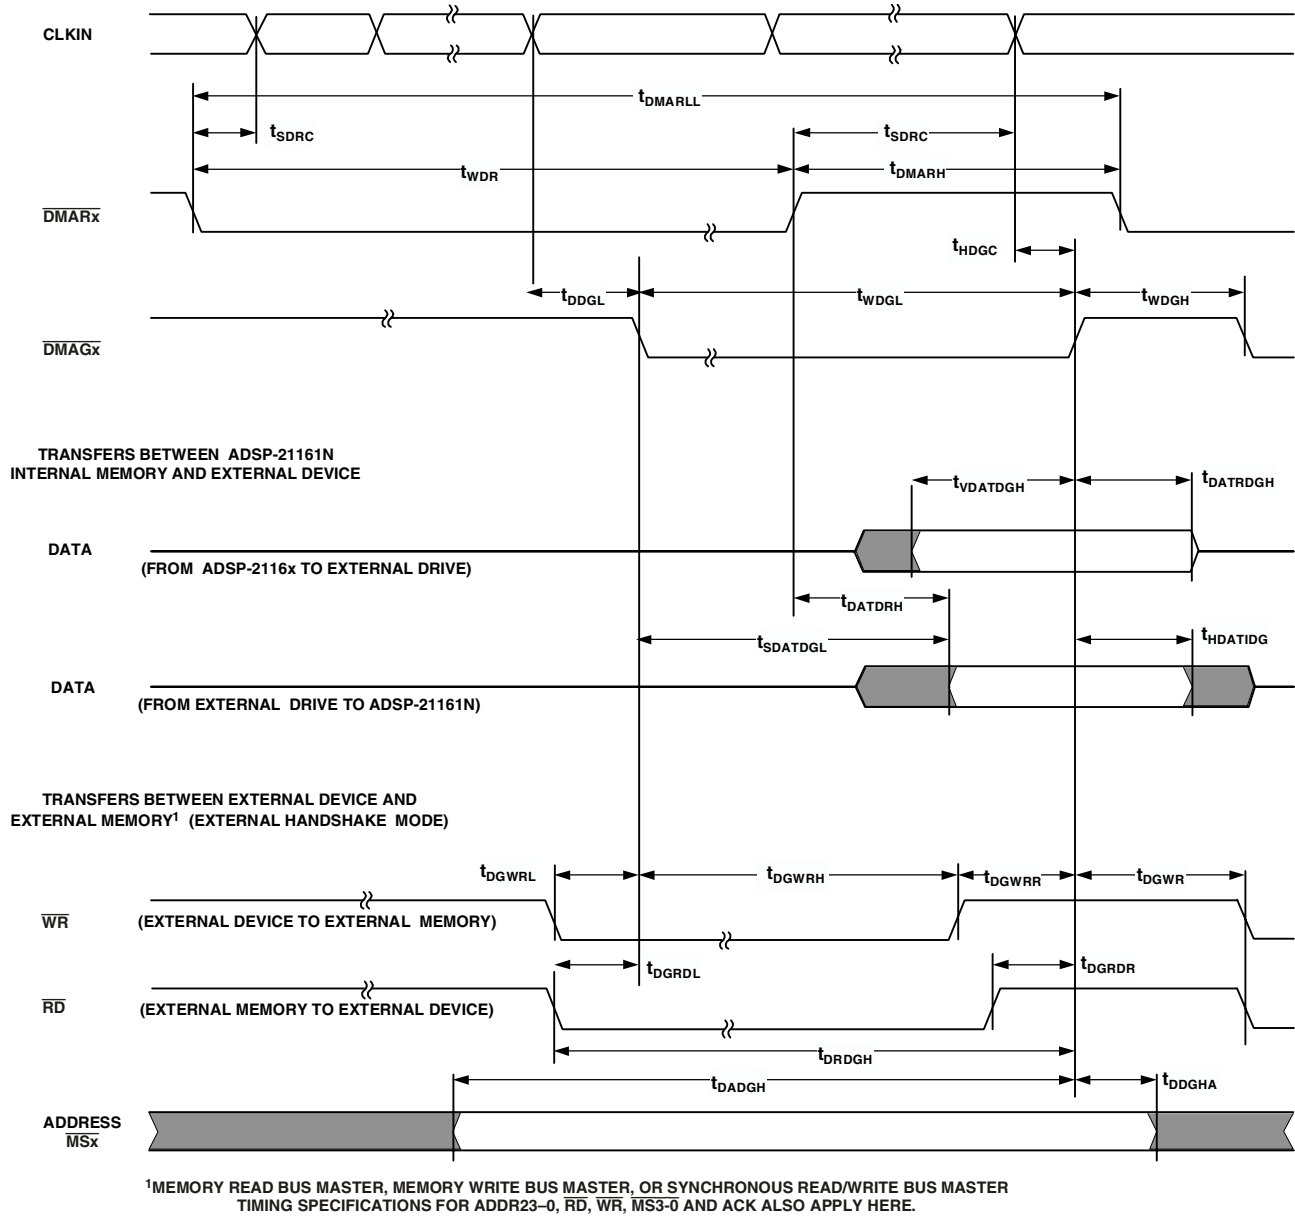 CLKIN
tDMARLL
tSDRC
tSDRC
tWDR
tDMARH
DMARx
tHDGC
tDDGL
tWDGL
tWDGH
DMAGx
TRANSFERS BETWEEN ADSP-21161N
INTERNAL MEMORY AND EXTERNAL DEVICE
tVDATDGH
tDATRDGH
DATA
(FROM ADSP-2116x TO EXTERNAL DRIVE)
tDATDRH
tSDATDGL
tHDATIDG
DATA
(FROM EXTERNAL DRIVE TO ADSP-21161N)
TRANSFERS BETWEEN EXTERNAL DEVICE AND
EXTERNAL MEMORY1 (EXTERNAL HANDSHAKE MODE)
tDGWRL
tDGWRH
tDGWRR
tDGWR
WR
(EXTERNAL DEVICE TO EXTERNAL MEMORY)
tDGRDL
tDGRDR
RD
(EXTERNAL MEMORY TO EXTERNAL DEVICE)
tDRDGH
tDADGH
tDDGHA
ADDRESS
MSx
1MEMORY READ BUS MASTER, MEMORY WRITE BUS MASTER, OR SYNCHRONOUS READ/WRITE BUS MASTER
TIMING SPECIFICATIONS FOR ADDR23–0, RD, WR, MS3-0 AND ACK ALSO APPLY HERE.